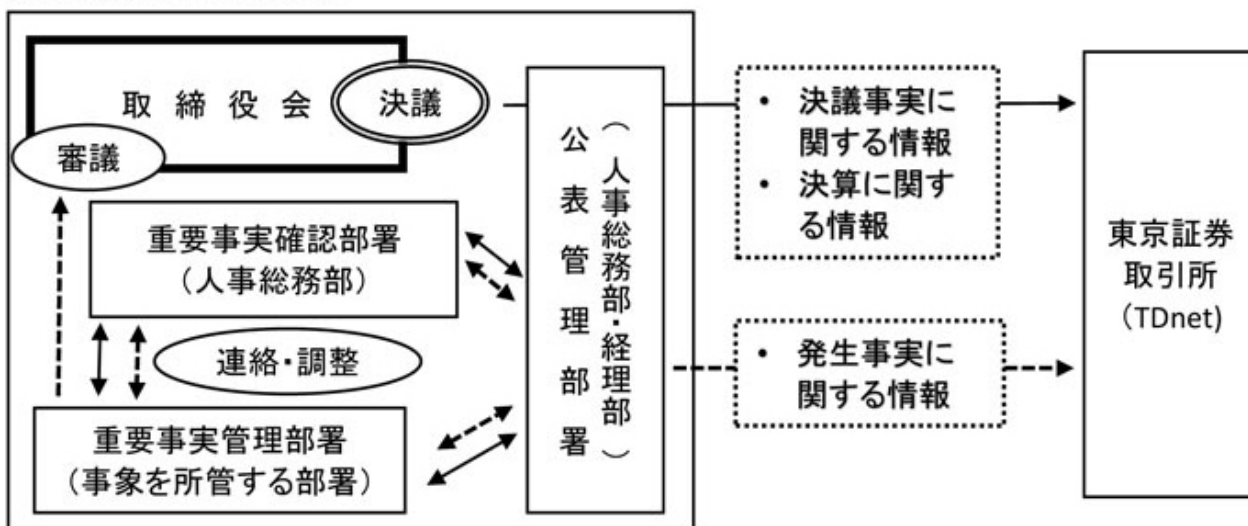 取締役会
決議
審議
重要事実確認部署
（人事総務部）
連絡・調整
重要事実管理部署
（事象を所管する部署）
公表管理部署
（人事総務部・経理部）
・ 決議事実に
関する情報
・ 決算に関す
る情報
・ 発生事実に
関する情報
東京証券
取引所
（TDnet)